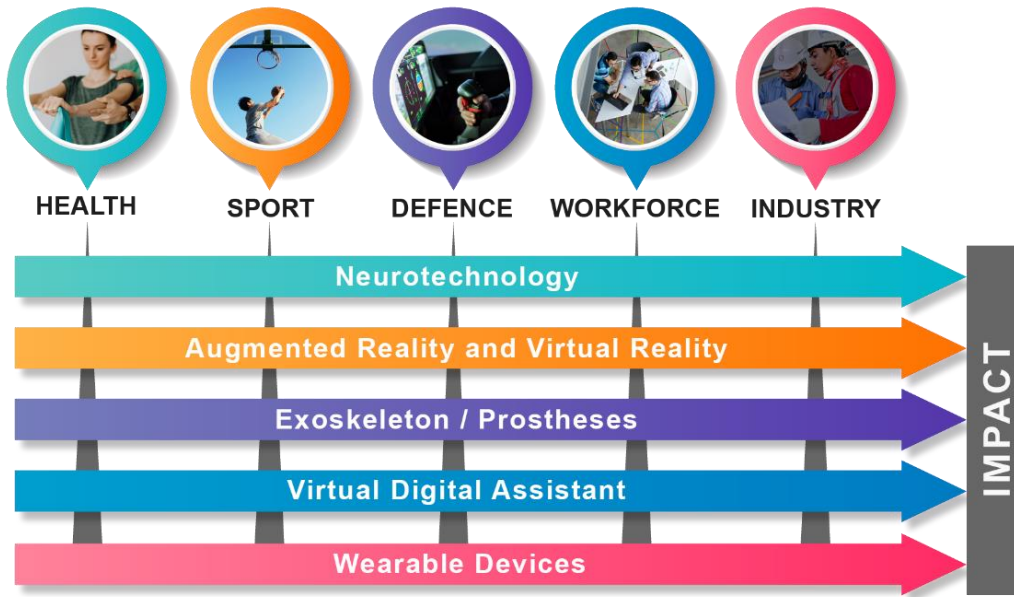 HEALTH
SPORT
DEFENCE
WORKFORCE
INDUSTRY
Neurotechnology
Augmented Reality and Virtual Reality
Exoskeleton / Prostheses
Virtual Digital Assistant
Wearable Devices
IMPACT